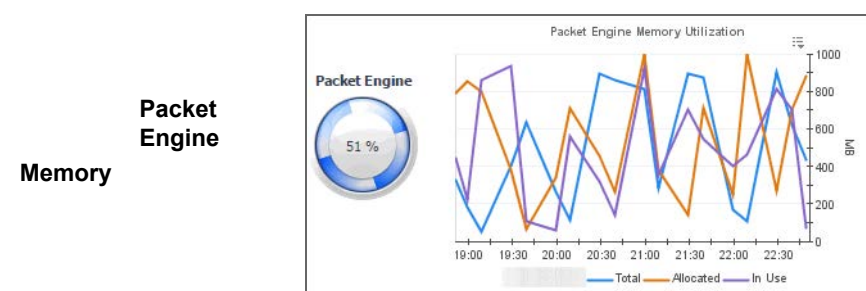 Packet
Engine
Memory
Packet Engine Memory Utilization
Packet Engine
51 %
1000
800
600
400
200
0
MB
19:00 19:30 20:00 20:30 21:00 21:30 22:00 22:30
Total Allocated In Use